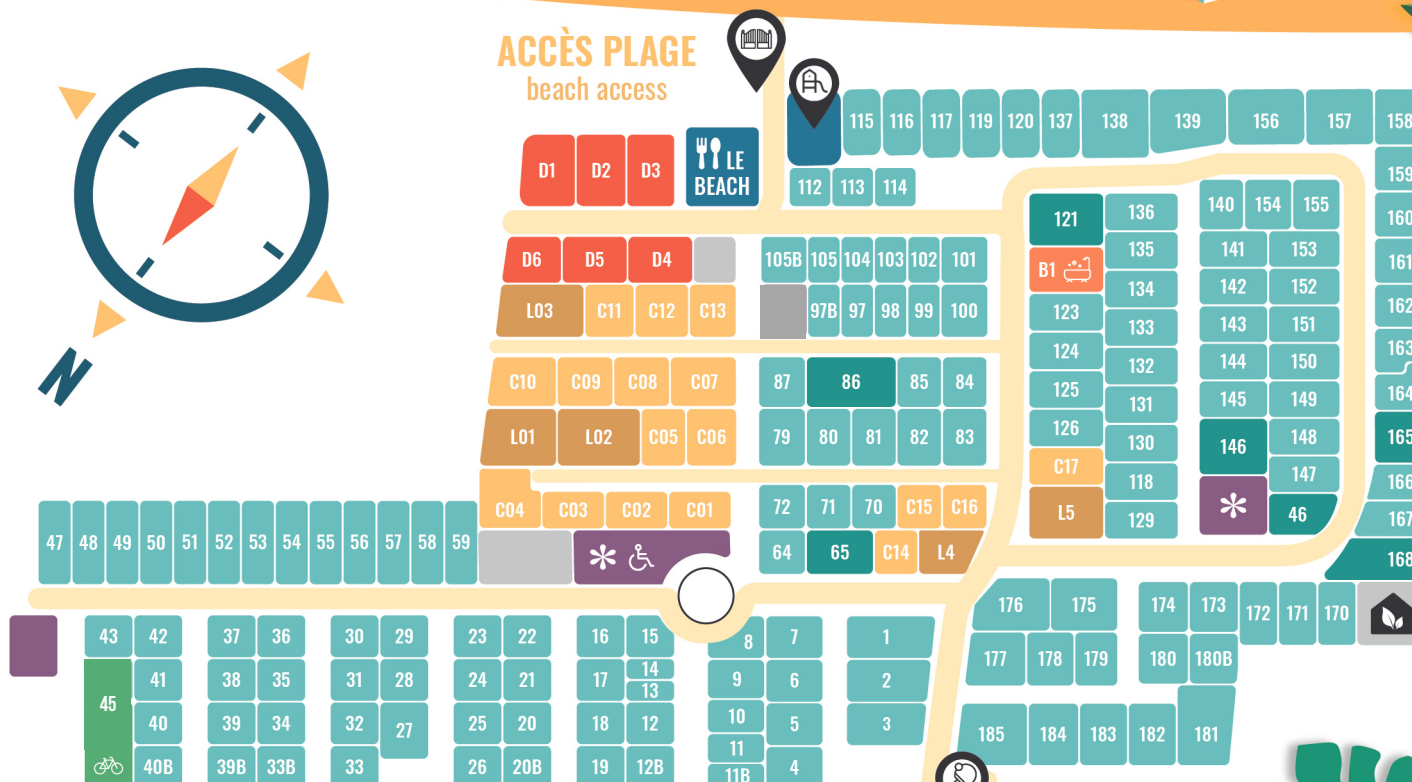 ACCÈS PLAGE
beach access
N
D1 D2 D3
LE
BEACH
115 116 117 119 120 137 138 139 156 157 158
112 113 114
159
121 136
140 154 155
160
D6 D5 D4
105B 105 104 103 102 101
B1 135
141 153
161
L03 C11 C12 C13
97B 97 98 99 100
134
142 152
162
123 133
143 151
163
124 132
144 150
C10 C09 C08 C07
87 86 85 84
125 131
145 149
164
L01 L02 C05 C06
79 80 81 82 83
126 130
146 148
165
C17 118
147
166
C04 C03 C02 C01
72 71 70 C15 C16
L5 129
46
167
47 48 49 50 51 52 53 54 55 56 57 58 59
64 65 C14 L4
168
176 175 174 173 172 171 170
43 42 37 36 30 29 23 22 16 15 8 7 1
177 178 179 180 180B
41 38 35 31 28 24 21 17 14 13 9 6 2
45
40 39 34 32 27 25 20 18 12 10 5 3
185 184 183 182 181
11
40B 39B 33B 33 26 20B 19 12B 11B 4